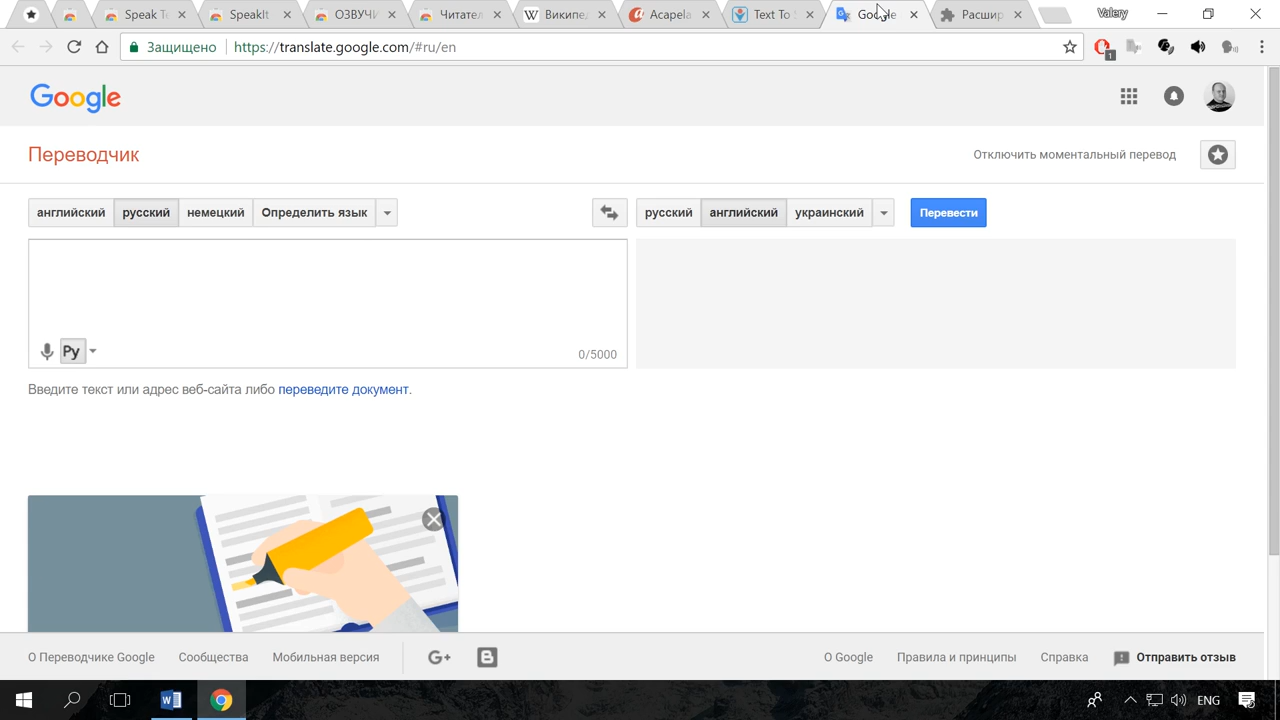 Speak
SpeakIt
ОЗВУЧИ
Читател
Википед
Acapela
Text To
Google
Расшир
Valery
Защищено
https://translate.google.com/#ru/en
1
Google
Переводчик
Отключить моментальный перевод
английский
русский
немецкий
Определить язык
русский
английский
украинский
Перевести
Ру
0/5000
Введите текст или адрес веб-сайта либо переведите документ.
О Переводчике Google
Сообщества
Мобильная версия
G+
О Google
Правила и принципы
Справка
Отправить отзыв
ENG